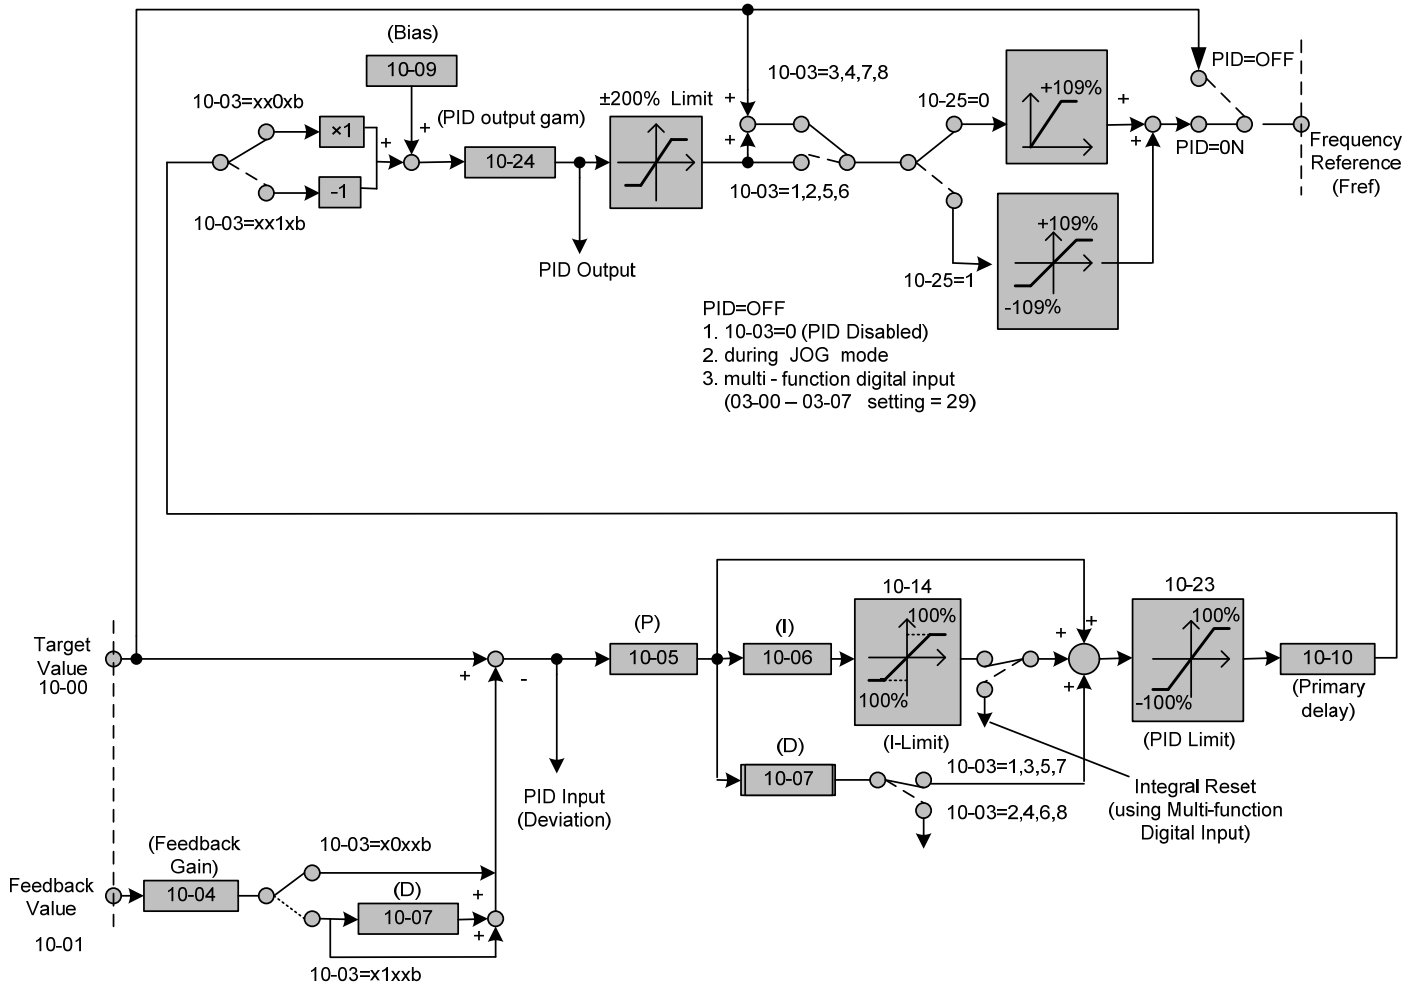 (Bias)
10-09
10-03=xx0xb
×1
-1
10-03=xx1xb
+
+
(PID output gam)
10-24
PID Output
±200% Limit
10-03=3,4,7,8
+
+
10-03=1,2,5,6
10-25=0
+109%
10-25=1
+109%
-109%
+
+
PID=OFF
PID=0N
Frequency
Reference
(Fref)
PID=OFF
1. 10-03=0 (PID Disabled)
2. during JOG mode
3. multi - function digital input
(03-00 – 03-07 setting = 29)
Target
Value
10-00
+
-
PID Input
(Deviation)
(P)
10-05
(I)
10-06
10-14
100%
100%
(I-Limit)
+
+
+
10-23
100%
-100%
(PID Limit)
10-10
(Primary
delay)
(D)
10-07
10-03=1,3,5,7
10-03=2,4,6,8
Integral Reset
(using Multi-function
Digital Input)
Feedback
Value
10-01
(Feedback
Gain)
10-04
10-03=x0xxb
(D)
10-07
+
+
10-03=x1xxb